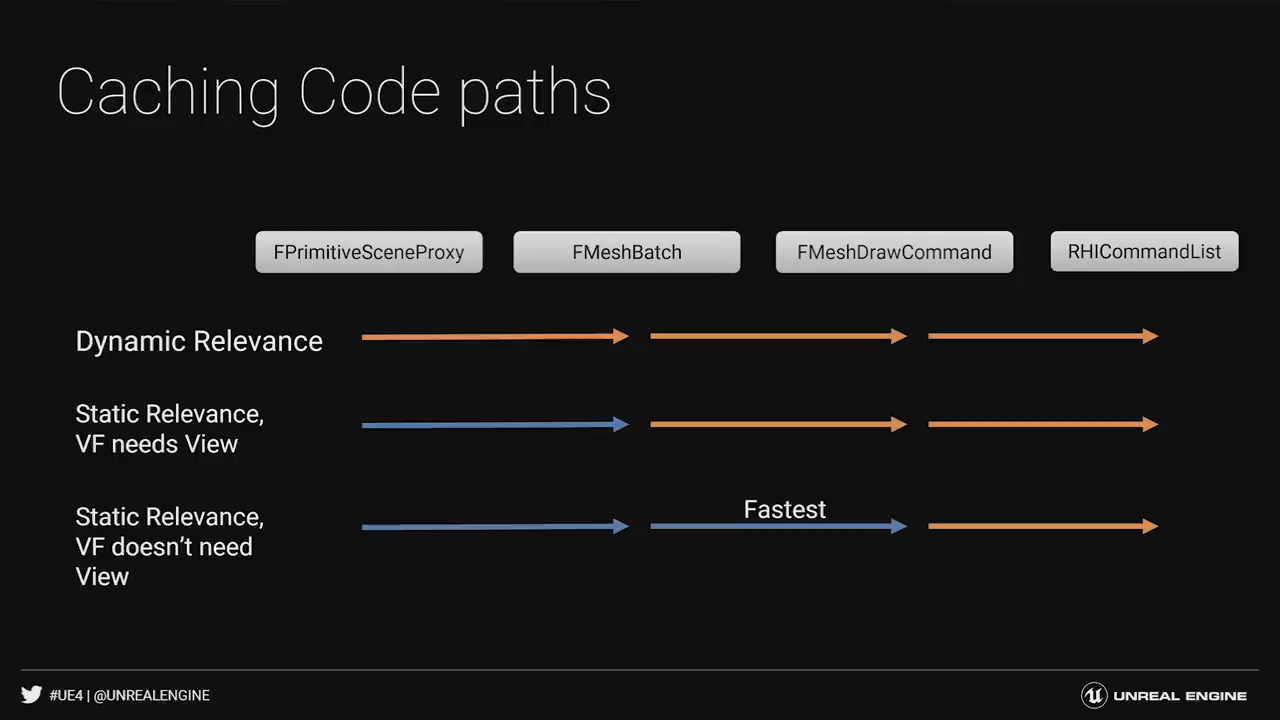 Caching Code paths
FPrimitiveSceneProxy
FMeshBatch
FMeshDrawCommand
RHICommandList
Dynamic Relevance
Static Relevance,
VF needs View
Static Relevance,
VF doesn’t need
View
Fastest
#UE4 | @UNREALENGINE
UNREAL ENGINE